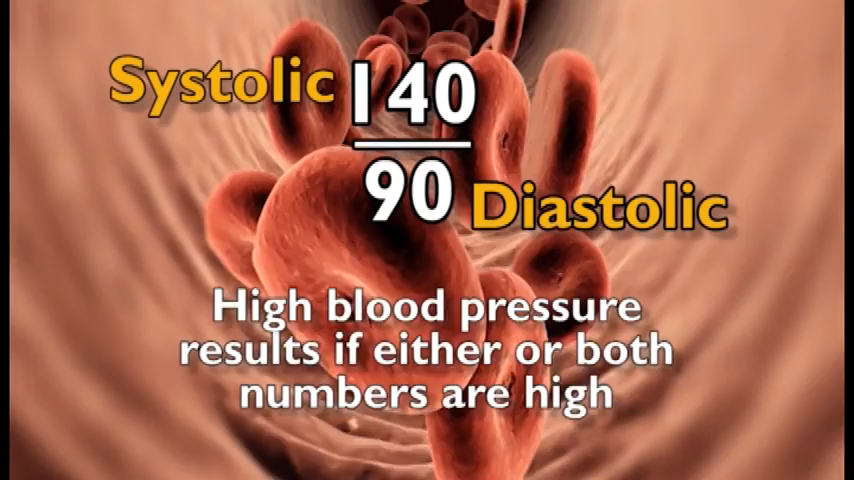 Systolic 140
90 Diastolic
High blood pressure
results if either or both
numbers are high